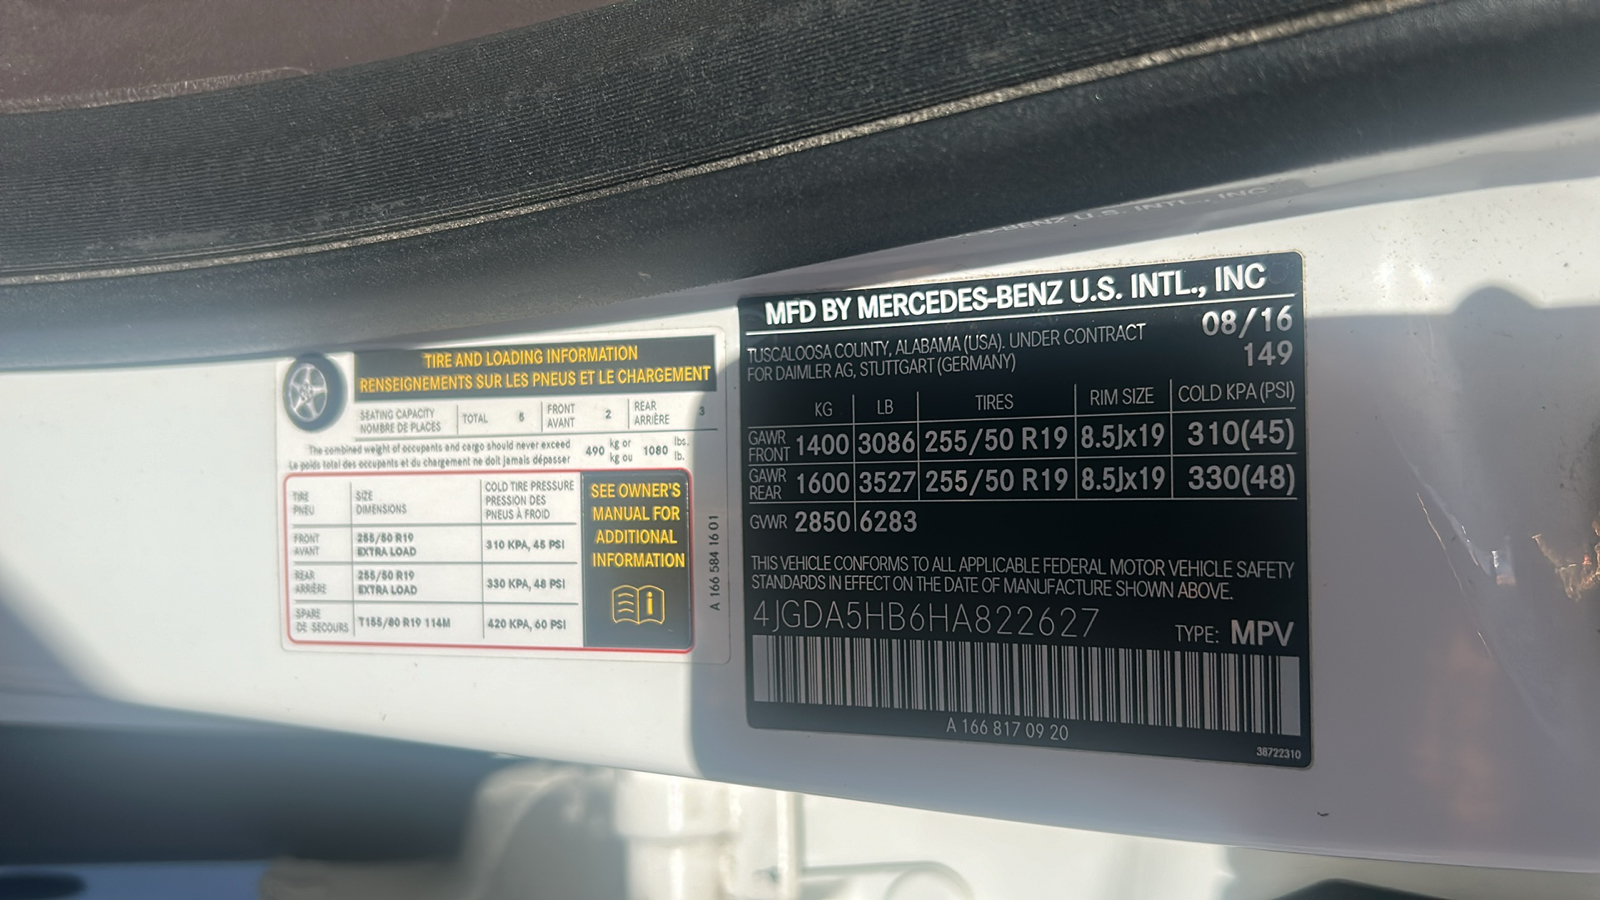 TIRE AND LOADING INFORMATION
RENSEIGNEMENTS SUR LES PNEUS ET LE CHARGEMENT
SEATING CAPACITY NOMBRE DE PLACES TOTAL 5 FRONT AVANT 2 REAR ARRIÈRE 3
The combined weight of occupants and cargo should never exceed 490 kg or 1080 lbs.
Le poids total des occupants et du chargement ne doit jamais dépasser kg ou lb.
TIRE PNEU SIZE DIMENSIONS COLD TIRE PRESSURE PRESSION DES PNEUS À FROID
FRONT AVANT 255/50 R19 EXTRA LOAD 310 KPA, 45 PSI
REAR ARRIÈRE 255/50 R19 EXTRA LOAD 330 KPA, 48 PSI
SPARE DE SECOURS T155/80 R19 114M 420 KPA, 60 PSI
SEE OWNER'S
MANUAL FOR
ADDITIONAL
INFORMATION
A 166 584 16 01
MFD BY MERCEDES-BENZ U.S. INTL., INC
TUSCALOOSA COUNTY, ALABAMA (USA). UNDER CONTRACT 08/16
FOR DAIMLER AG, STUTTGART (GERMANY) 149
KG LB TIRES RIM SIZE COLD KPA (PSI)
GAWR FRONT 1400 3086 255/50 R19 8.5Jx19 310(45)
GAWR REAR 1600 3527 255/50 R19 8.5Jx19 330(48)
GVWR 2850 6283
THIS VEHICLE CONFORMS TO ALL APPLICABLE FEDERAL MOTOR VEHICLE SAFETY
STANDARDS IN EFFECT ON THE DATE OF MANUFACTURE SHOWN ABOVE.
4JGDA5HB6HA822627 TYPE: MPV
A 166 817 09 20
38722310